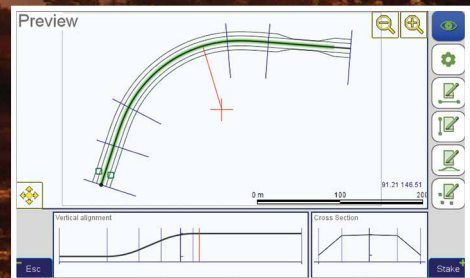 Preview
91.21 146.51
0 m 100 200
Vertical alignment
Cross Section
Esc
Stake